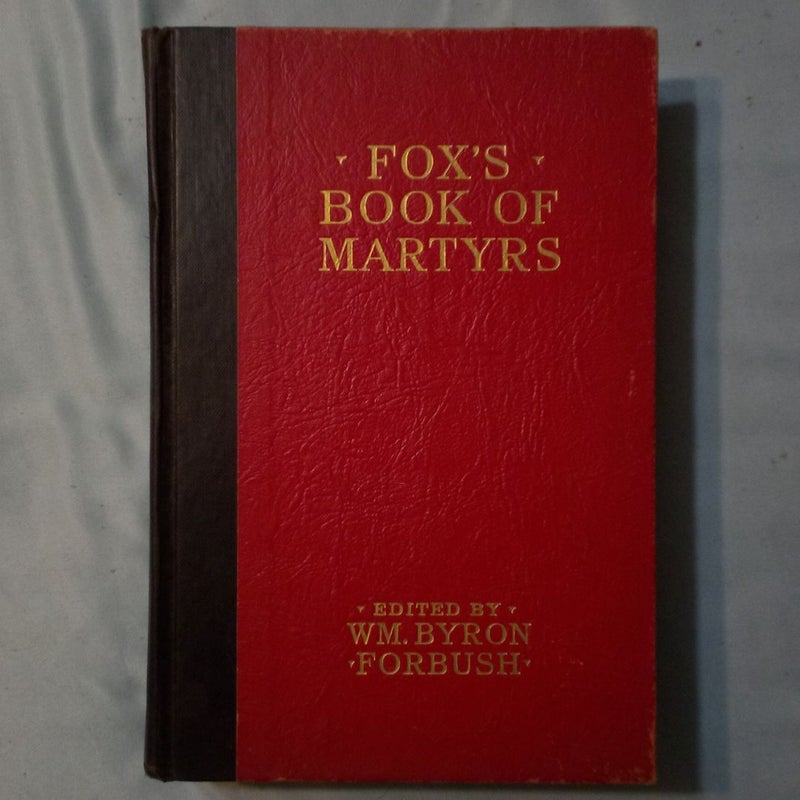 FOX'S
BOOK OF
MARTYRS
EDITED BY
WM. BYRON
FORBUSH